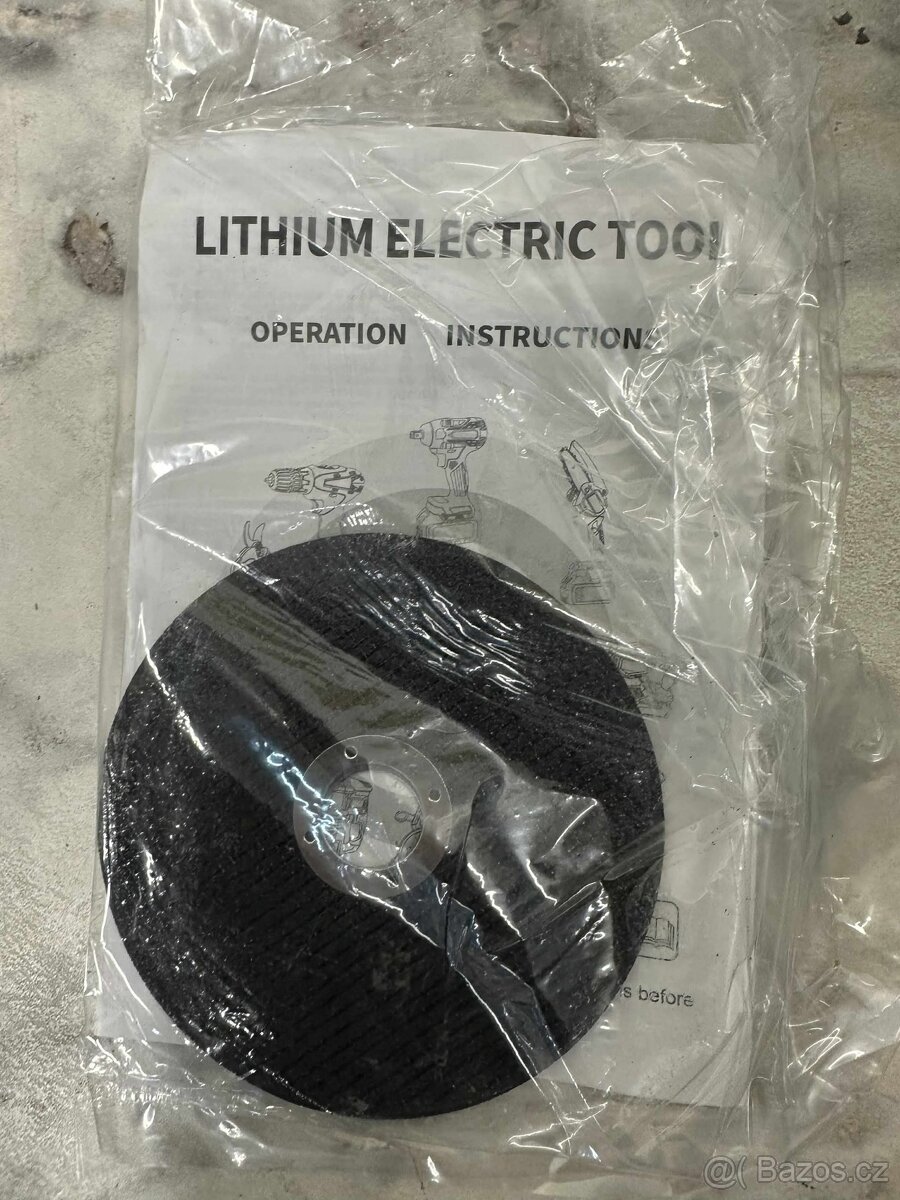 LITHIUM ELECTRIC TOOL
OPERATION INSTRUCTIONS
before
@( Bazos.cz